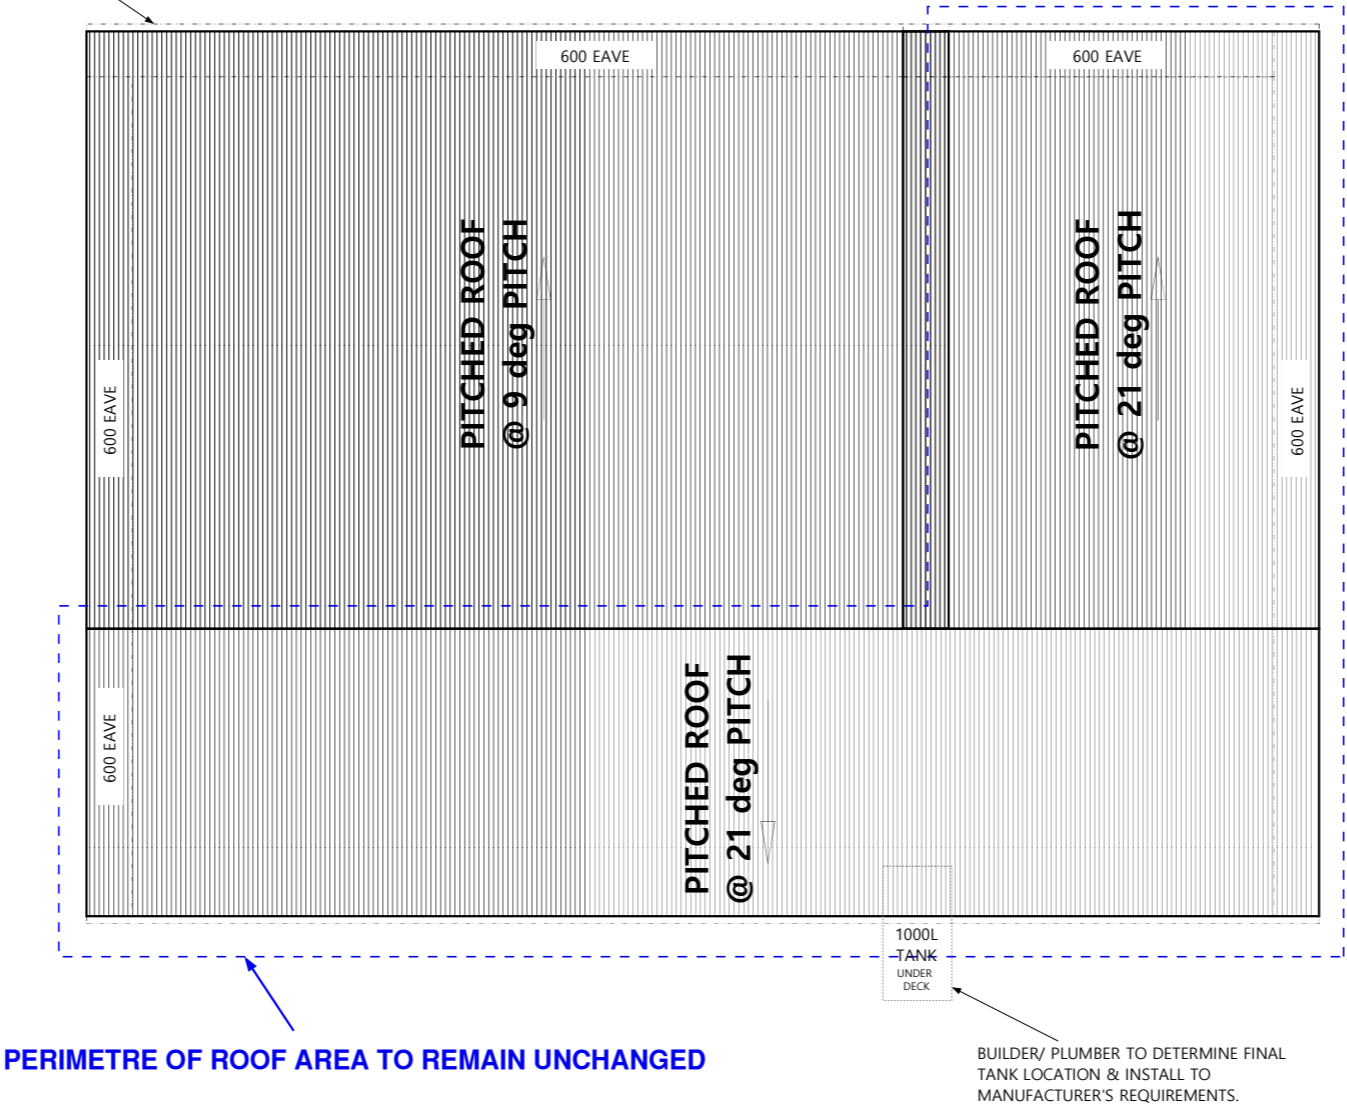 600 EAVE
600 EAVE
PITCHED ROOF
@ 9 deg PITCH
PITCHED ROOF
@ 21 deg PITCH
600 EAVE
600 EAVE
PITCHED ROOF
@ 21 deg PITCH
600 EAVE
1000L
TANK
UNDER
DECK
PERIMETRE OF ROOF AREA TO REMAIN UNCHANGED
BUILDER/ PLUMBER TO DETERMINE FINAL
TANK LOCATION & INSTALL TO
MANUFACTURER'S REQUIREMENTS.